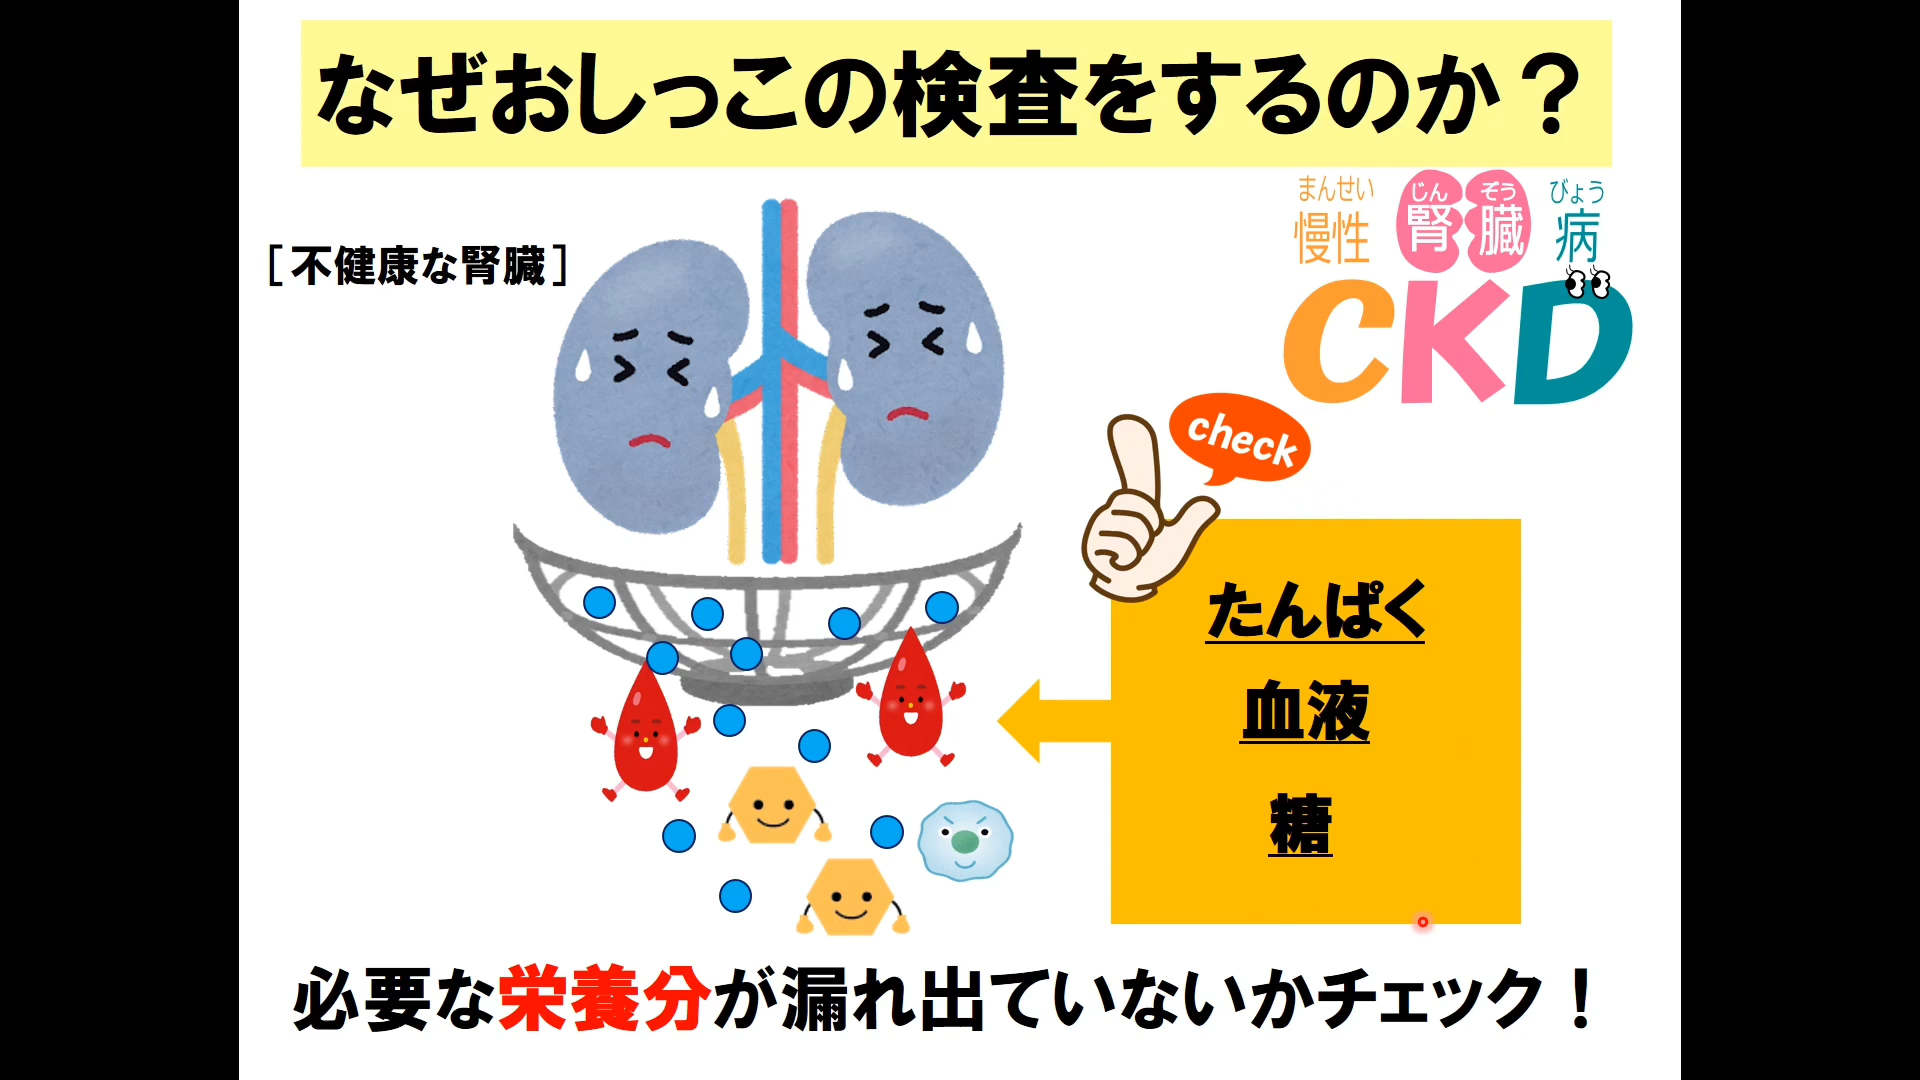 なぜおしっこの検査をするのか？
まんせい じん ぞう びょう
慢性 腎 臓 病
CKD
［不健康な腎臓］
check
たんぱく
血液
糖
必要な栄養分が漏れ出ていないかチェック！